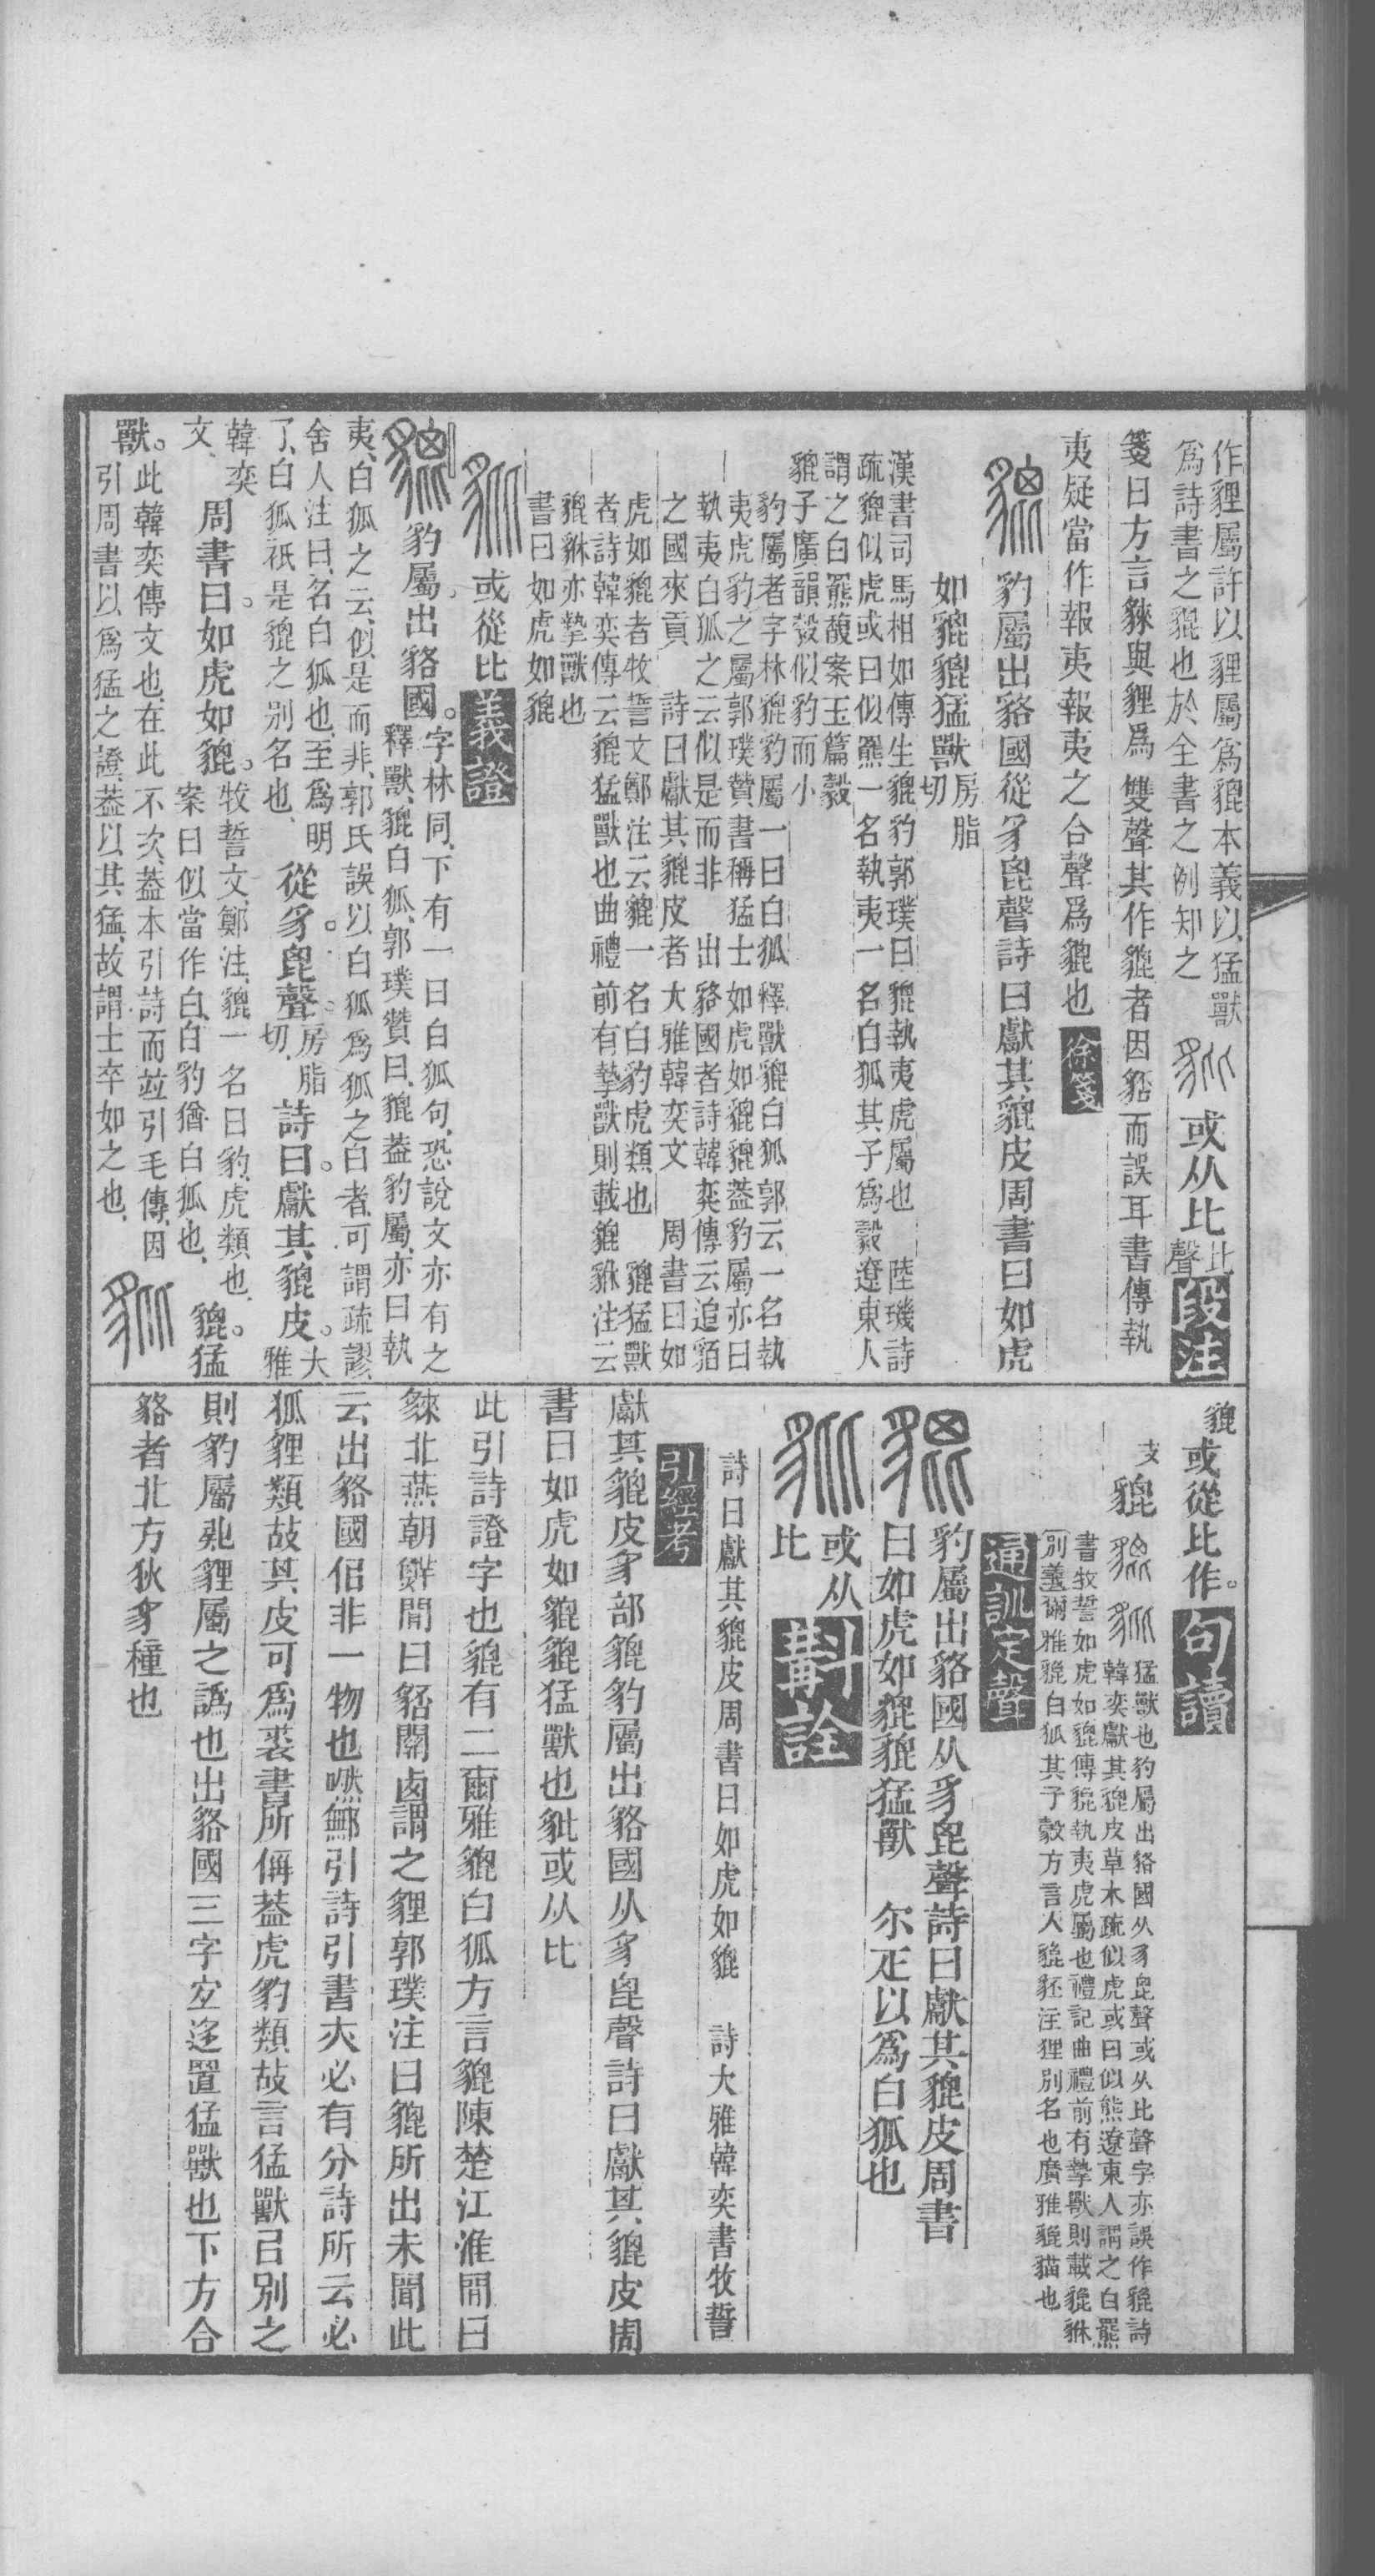 作貍屬許以貍屬爲貔本義以猛獸
爲詩書之貔也於全書之例知之
或从比
比
聲
段注
箋曰方言𧳟與貍爲雙聲其作貔者因豾而誤耳書傳執
夷疑當作報夷報夷之合聲爲貔也
徐箋
豹屬出貉國從豸㲋聲詩曰獻其貔皮周書曰如虎
如貔貔猛獸
房脂
切
漢書司馬相如傳生貔豹郭璞曰貔執夷虎屬也 陸璣詩
疏貔似虎或曰似羆一名執夷一名白狐其子爲豰遼東人
謂之白羆馥案玉篇豰
貔子廣韻豰似豹而小
豹屬者字林貔豹屬一曰白狐釋獸貔白狐郭云一名執
夷虎豹之屬郭璞贊書稱猛士如虎如貔貔葢豹屬亦曰
執夷白狐之云似是而非 出貉國者詩韓奕傳云追貊
之國來貢 詩曰獻其貔皮者大雅韓奕文 周書曰如
虎如貔者牧誓文鄭注云貔一名白豹虎類也 貔猛獸
者詩韓奕傳云貔猛獸也曲禮前有摯獸則載貔貅注云
貔貅亦摯獸也
書曰如虎如貔
或從比
義證
豹屬出貉國。
字林同、下有一曰白狐句、恐說文亦有之
釋獸、貔白狐、郭璞贊曰、貔葢豹屬、亦曰執
夷、白狐之云、似是而非、郭氏誤以白狐爲狐之白者、可謂疏謬、
舍人注曰、名白狐也、至爲明
了、白狐祇是貔之別名也、
從豸。㲋聲。
房脂
切、
詩曰。獻其貔皮。
大雅
韓奕
文、
周書曰。如虎如貔。
牧誓文、鄭注、貔一名曰豹、虎類也、
案曰似當作白、白豹猶白狐也、
貔。猛
獸。
此韓奕傳文也、在此不次、葢本引詩而竝引毛傳、因
引周書以爲猛之證、葢以其猛、故謂士卒如之也、
貔或從比作。
句讀
支
貔
猛獸也豹屬出貉國从豸㲋聲或从比聲字亦誤作貔詩
韓奕獻其貔皮草木疏似虎或曰似熊遼東人謂之白羆
書牧誓如虎如貔傳貔執夷虎屬也禮記曲禮前有摯獸則載貔貅
別義爾雅貔白狐其子豰方言人貔豾注貍別名也廣雅貔貓也
通訓定聲
豹屬出貉國从豸㲋聲詩曰獻其貔皮周書
曰如虎如貔貔猛獸 尔疋以爲白狐也
或从
比
斠詮
詩曰獻其貔皮周書曰如虎如貔 詩大雅韓奕書牧誓
引經考
獻其貔皮豸部貔豹屬出貉國从豸㲋聲詩曰獻其貔皮周
書曰如虎如貔貔猛獸也豼或从比
此引詩證字也貔有二爾雅貔白狐方言貔陳楚江淮閒曰
𧳟北燕朝鮮閒曰豾關𠧧謂之貍郭璞注曰貔所出未聞此
云出貉國侣非一物也然鄦引詩引書夶必有分詩所云必
狐貍類故其皮可爲裘書所偁葢虎豹類故言猛獸㠯別之
則豹屬乃貍屬之譌也出貉國三字宐迻置猛獸也下方合
貉者北方狄豸種也